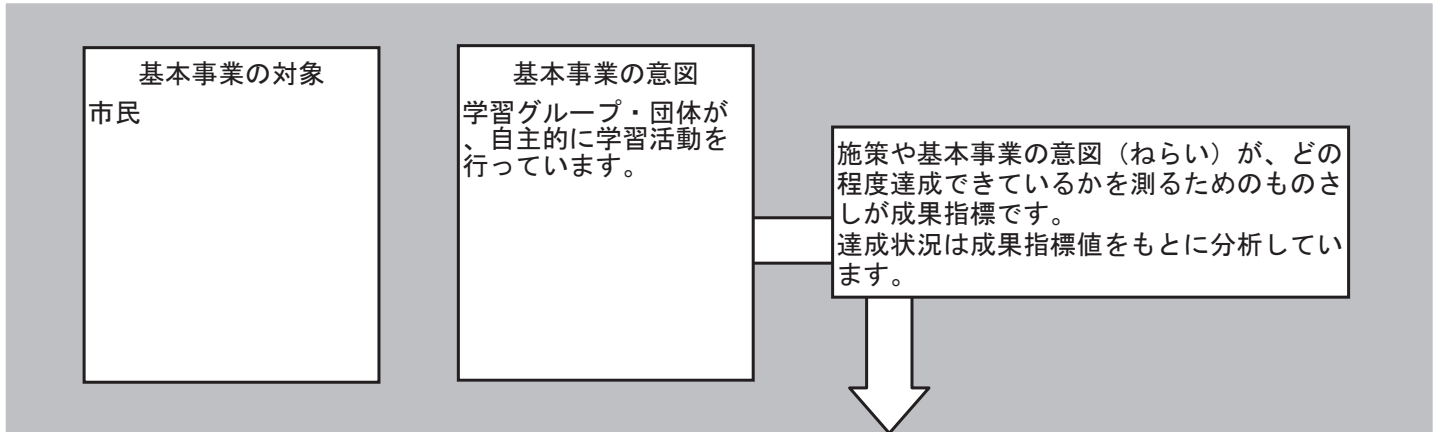 基本事業の対象
市民
基本事業の意図
学習グループ・団体が
、自主的に学習活動を
行っています。
施策や基本事業の意図（ねらい）が、どの
程度達成できているかを測るためのものさ
しが成果指標です。
達成状況は成果指標値をもとに分析してい
ます。